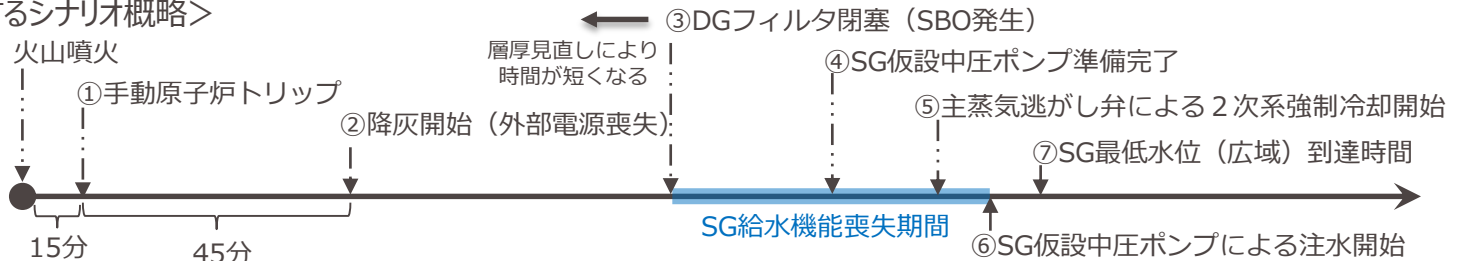 するシナリオ概略＞
火山噴火
①手動原子炉トリップ
②降灰開始（外部電源喪失）
層厚見直しにより
時間が短くなる
③DGフィルタ閉塞（SBO発生）
④SG仮設中圧ポンプ準備完了
⑤主蒸気逃がし弁による２次系強制冷却開始
⑦SG最低水位（広域）到達時間
SG給水機能喪失期間
⑥SG仮設中圧ポンプによる注水開始
15分
45分